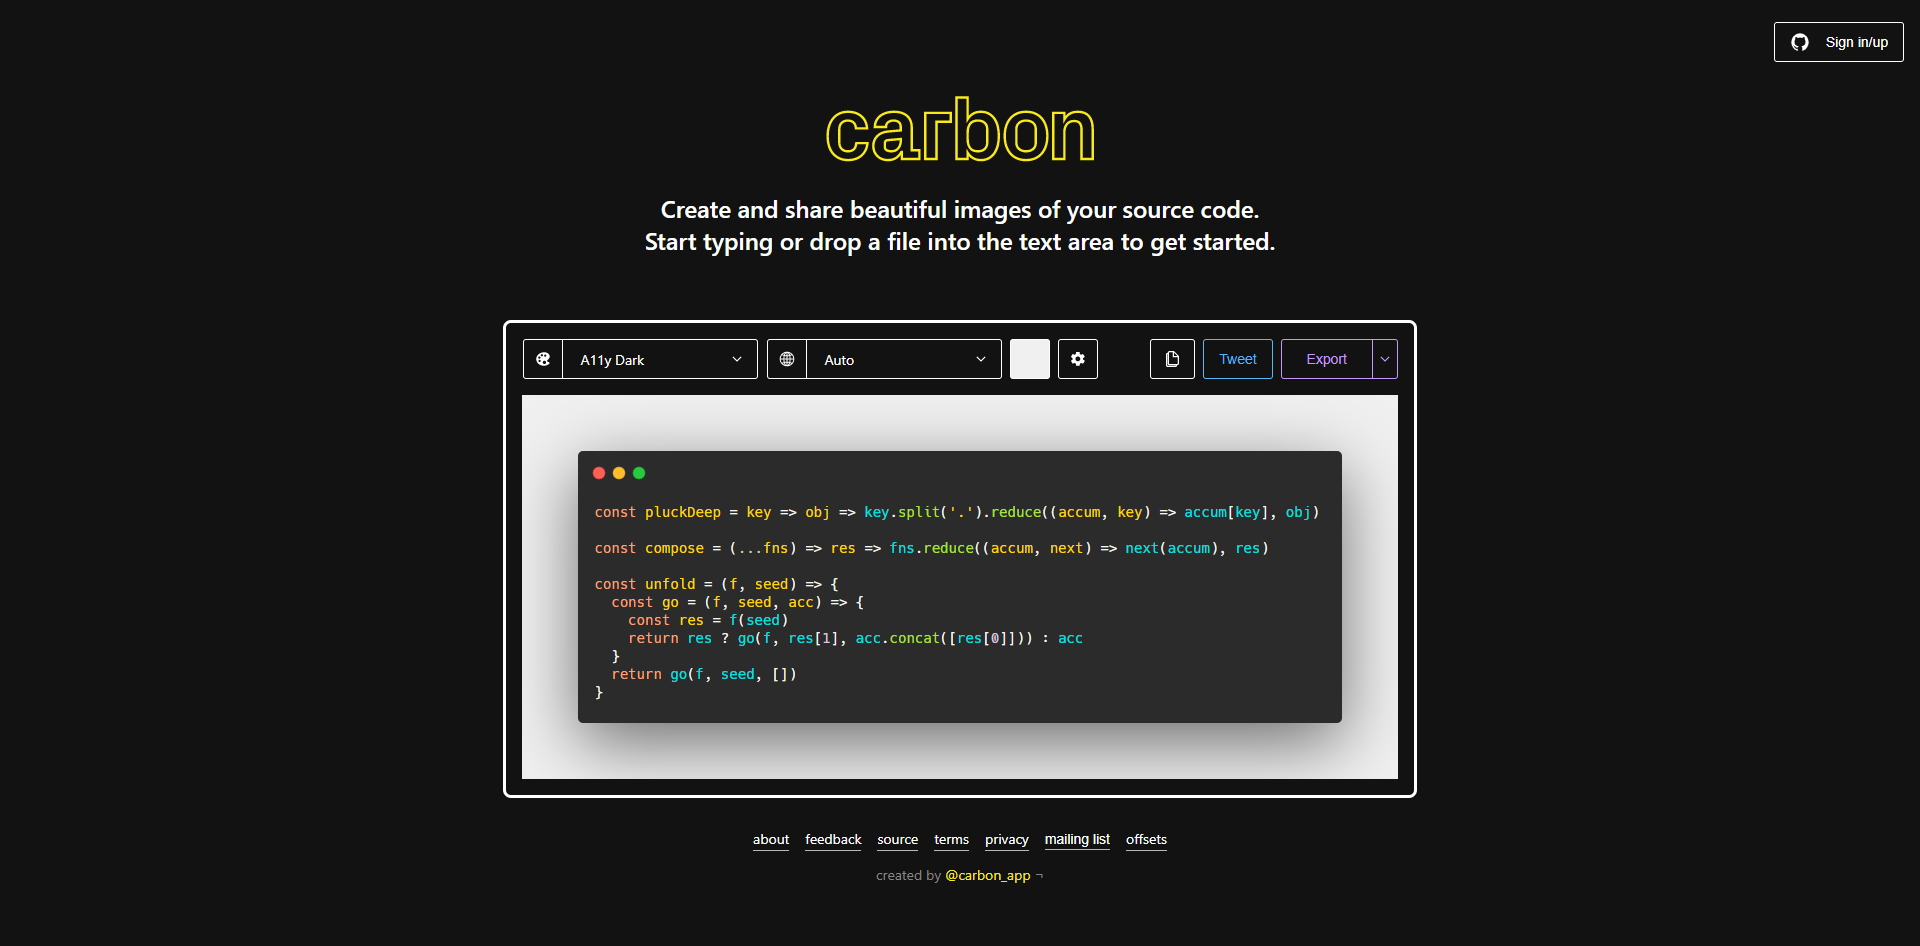 Sign in/up
carbon
Create and share beautiful images of your source code.
Start typing or drop a file into the text area to get started.
A11y Dark
Auto
Tweet
Export
const pluckDeep = key => obj => key.split('.').reduce((accum, key) => accum[key], obj)
const compose = (...fns) => res => fns.reduce((accum, next) => next(accum), res)
const unfold = (f, seed) => {
  const go = (f, seed, acc) => {
    const res = f(seed)
    return res ? go(f, res[1], acc.concat([res[0]])) : acc
  }
  return go(f, seed, [])
}
about feedback source terms privacy mailing list offsets
created by @carbon_app ¬